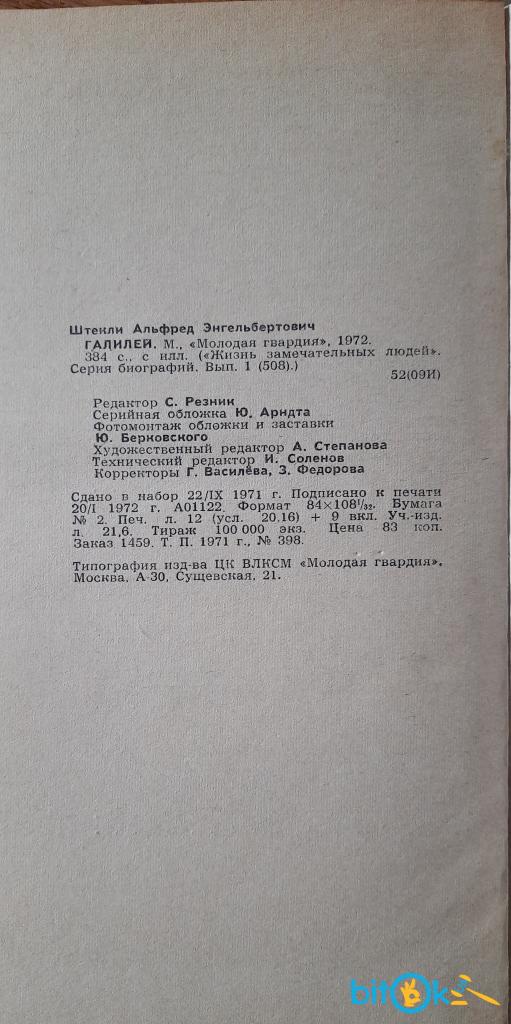 Штекли Альфред Энгельбертович
ГАЛИЛЕЙ. М., «Молодая гвардия», 1972.
384 с., с илл. («Жизнь замечательных людей».
Серия биографий. Вып. 1 (508).)
52(09И)
Редактор С. Резник
Серийная обложка Ю. Арндта
Фотомонтаж обложки и заставки
Ю. Берковского
Художественный редактор А. Степанова
Технический редактор И. Соленов
Корректоры Г. Василёва, З. Федорова
Сдано в набор 22/IX 1971 г. Подписано к печати
20/I 1972 г. А01122. Формат 84×108¹/₃₂. Бумага
№ 2. Печ. л. 12 (усл. 20.16) + 9 вкл. Уч.-изд.
л. 21,6. Тираж 100 000 экз. Цена 83 коп.
Заказ 1459. Т. П. 1971 г., № 398.
Типография изд-ва ЦК ВЛКСМ «Молодая гвардия».
Москва, А-30, Сущевская, 21.
bitok